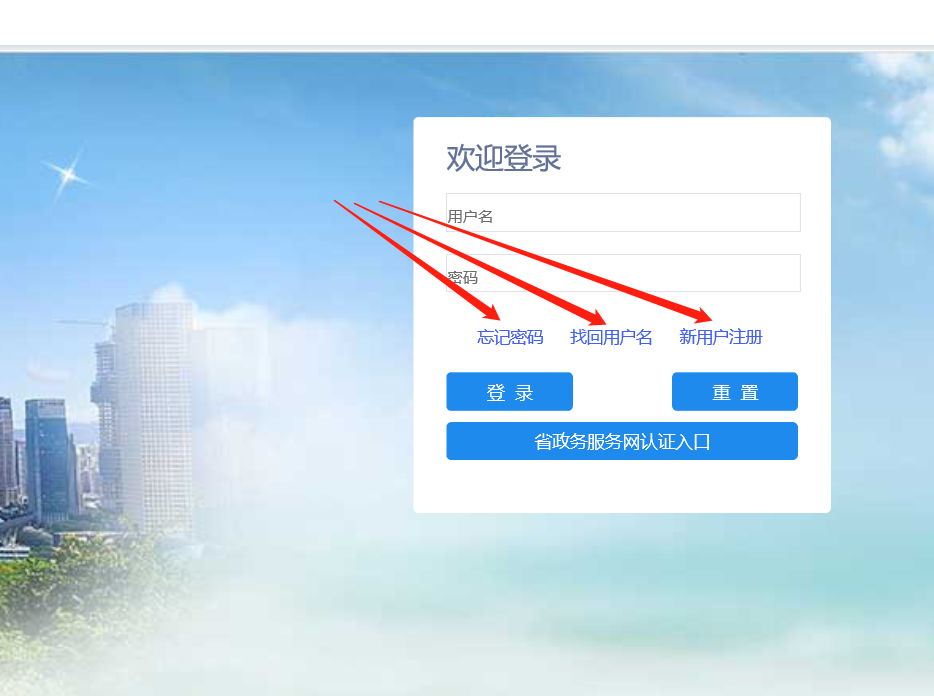 欢迎登录
用户名
密码
忘记密码 找回用户名 新用户注册
登 录 重 置
省政务服务网认证入口